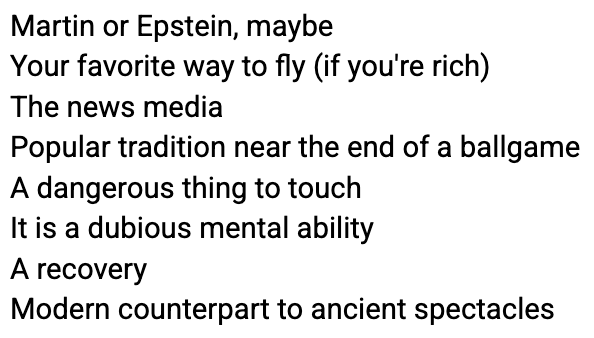 Martin or Epstein, maybe
Your favorite way to fly (if you're rich)
The news media
Popular tradition near the end of a ballgame
A dangerous thing to touch
It is a dubious mental ability
A recovery
Modern counterpart to ancient spectacles